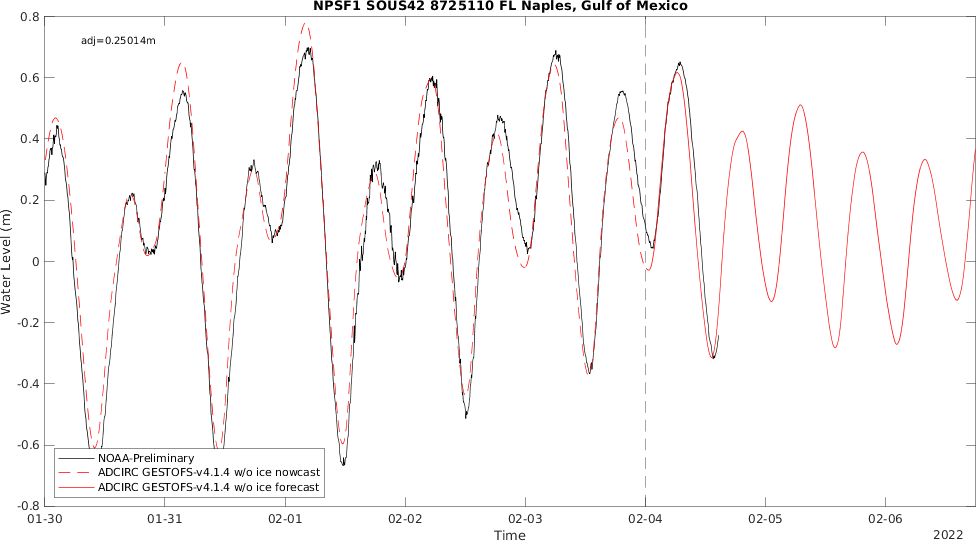 NPSF1 SOUS42 8725110 FL Naples, Gulf of Mexico
adj=0.25014m
0.8
0.6
0.4
0.2
0
-0.2
-0.4
-0.6
-0.8
Water Level (m)
NOAA-Preliminary
ADCIRC GESTOFS-v4.1.4 w/o ice nowcast
ADCIRC GESTOFS-v4.1.4 w/o ice forecast
01-30 01-31 02-01 02-02 02-03 02-04 02-05 02-06
Time
2022